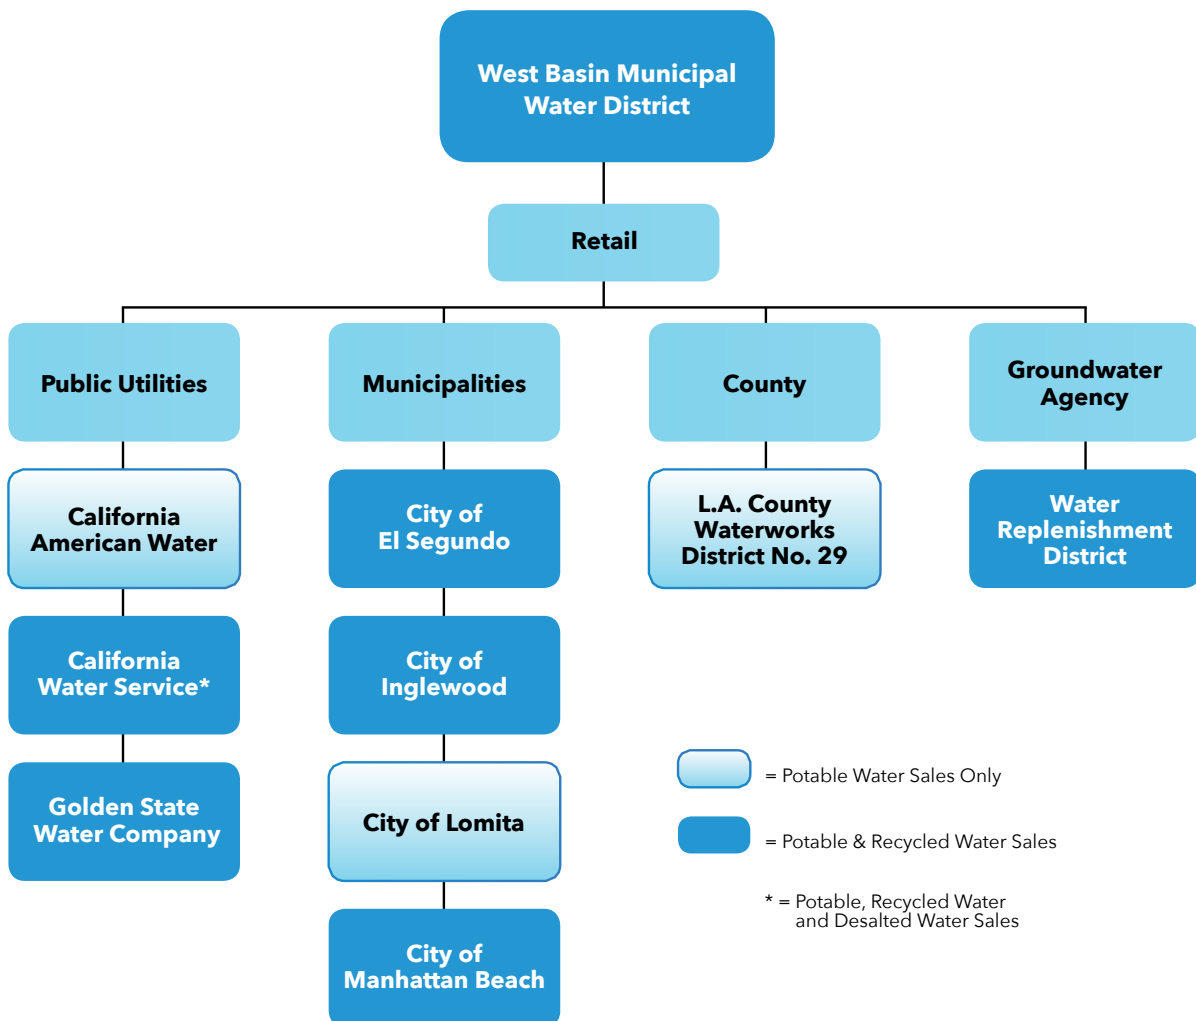 West Basin Municipal
Water District
Retail
Public Utilities
Municipalities
County
Groundwater
Agency
California
American Water
City of
El Segundo
L.A. County
Waterworks
District No. 29
Water
Replenishment
District
California
Water Service*
City of
Inglewood
Golden State
Water Company
City of Lomita
City of
Manhattan Beach
= Potable Water Sales Only
= Potable & Recycled Water Sales
* = Potable, Recycled Water
and Desalted Water Sales